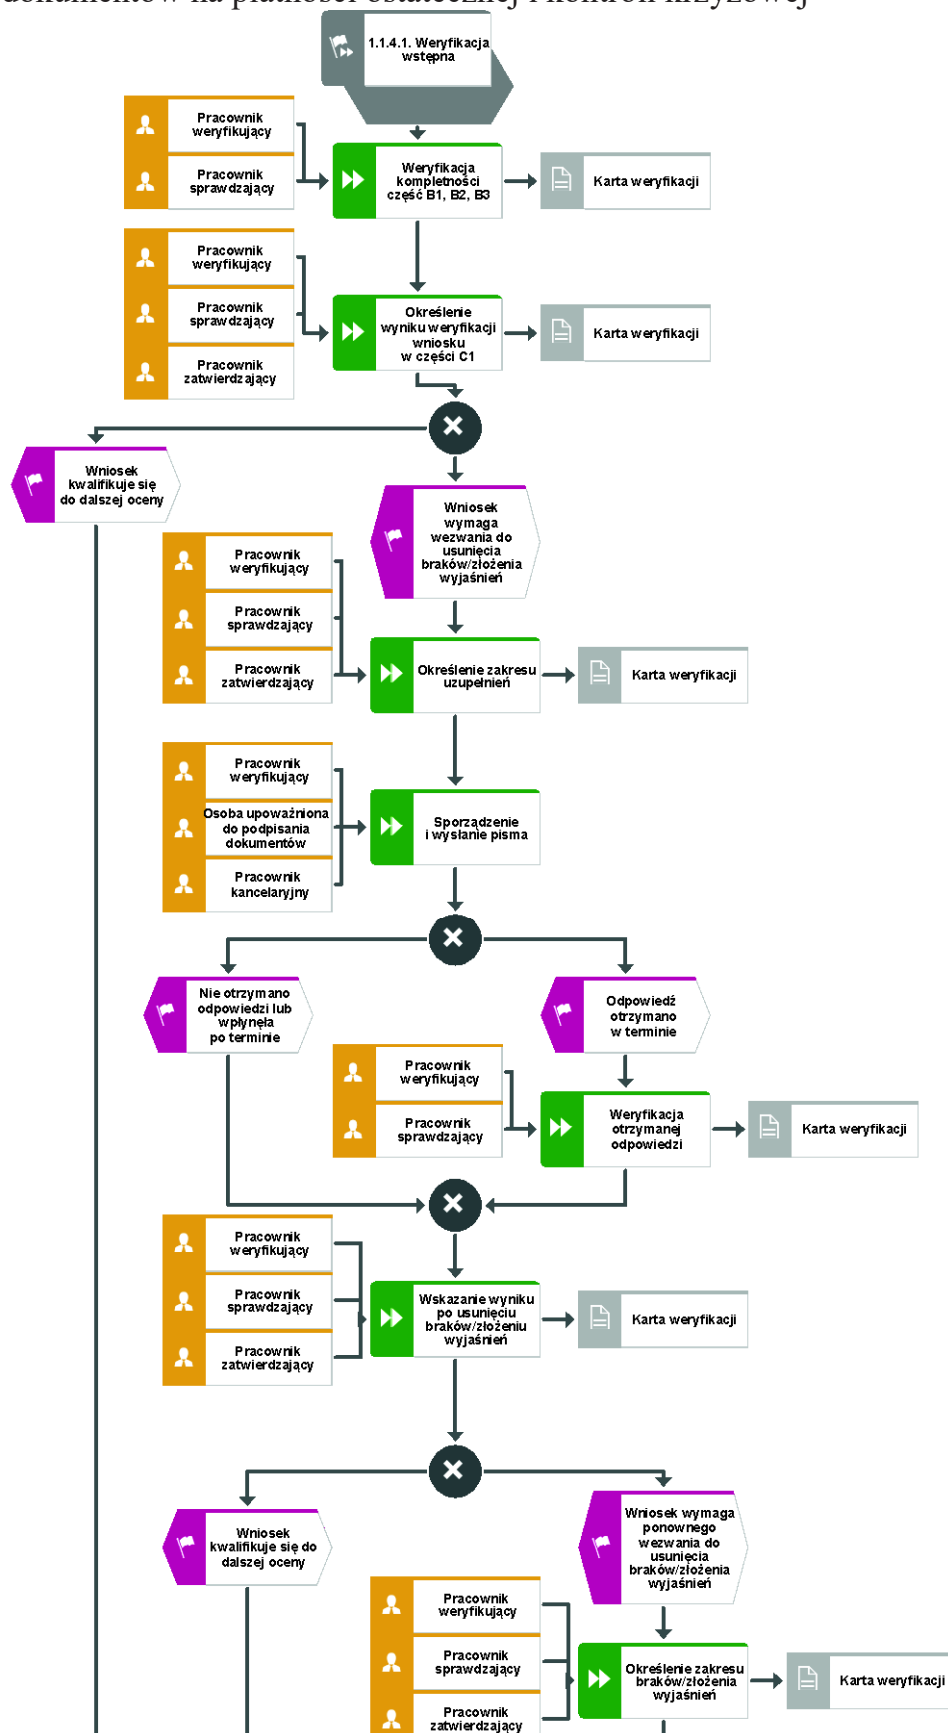 dokumentów na płatności ostatecznej i kontroli krzyżowej
1.1.4.1. Weryfikacja
wstępna
Pracownik
weryfikujący
Pracownik
sprawdzający
Weryfikacja
kompletności
część B1, B2, B3
Karta weryfikacji
Pracownik
weryfikujący
Pracownik
sprawdzający
Pracownik
zatwierdzający
Określenie
wyniku weryfikacji
wniosku
w części C1
Karta weryfikacji
Wniosek
kwalifikuje się
do dalszej oceny
Wniosek
wymaga
wezwania do
usunięcia
braków/złożenia
wyjaśnień
Pracownik
weryfikujący
Pracownik
sprawdzający
Pracownik
zatwierdzający
Określenie zakresu
uzupełnień
Karta weryfikacji
Pracownik
weryfikujący
Osoba upoważniona
do podpisania
dokumentów
Pracownik
kancelaryjny
Sporządzenie
i wysłanie pisma
Nie otrzymano
odpowiedzi lub
wpłynęła
po terminie
Odpowiedź
otrzymano
w terminie
Pracownik
weryfikujący
Pracownik
sprawdzający
Weryfikacja
otrzymanej
odpowiedzi
Karta weryfikacji
Pracownik
weryfikujący
Pracownik
sprawdzający
Pracownik
zatwierdzający
Wskazanie wyniku
po usunięciu
braków/złożeniu
wyjaśnień
Karta weryfikacji
Wniosek
kwalifikuje się do
dalszej oceny
Wniosek wymaga
ponownego
wezwania do
usunięcia
braków/złożenia
wyjaśnień
Pracownik
weryfikujący
Pracownik
sprawdzający
Pracownik
zatwierdzający
Określenie zakresu
braków/złożenia
wyjaśnień
Karta weryfikacji